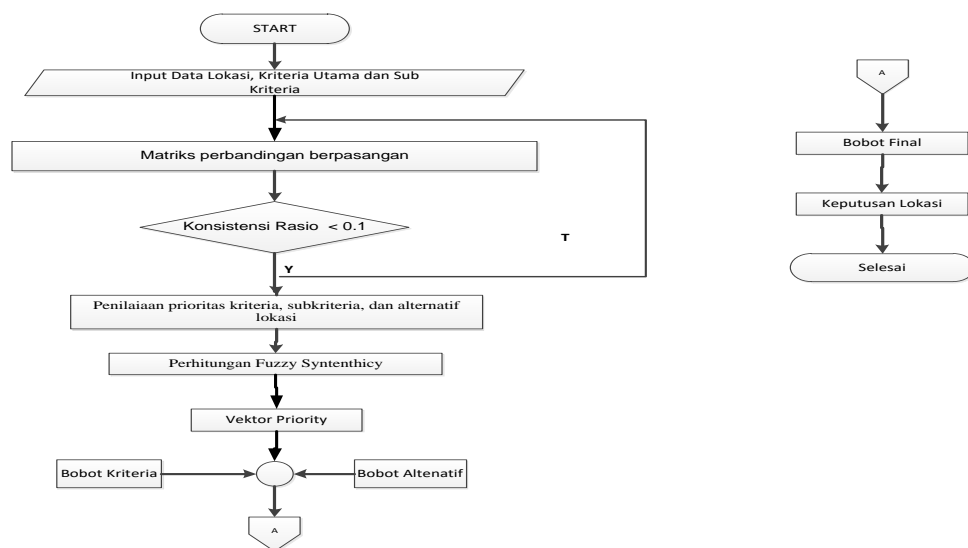 START
Input Data Lokasi, Kriteria Utama dan Sub
Kriteria
Matriks perbandingan berpasangan
Konsistensi Rasio < 0.1
T
Y
Penilaiaan prioritas kriteria, subkriteria, dan alternatif
lokasi
Perhitungan Fuzzy Syntenthicy
Vektor Priority
Bobot Kriteria
Bobot Altenatif
A
A
Bobot Final
Keputusan Lokasi
Selesai